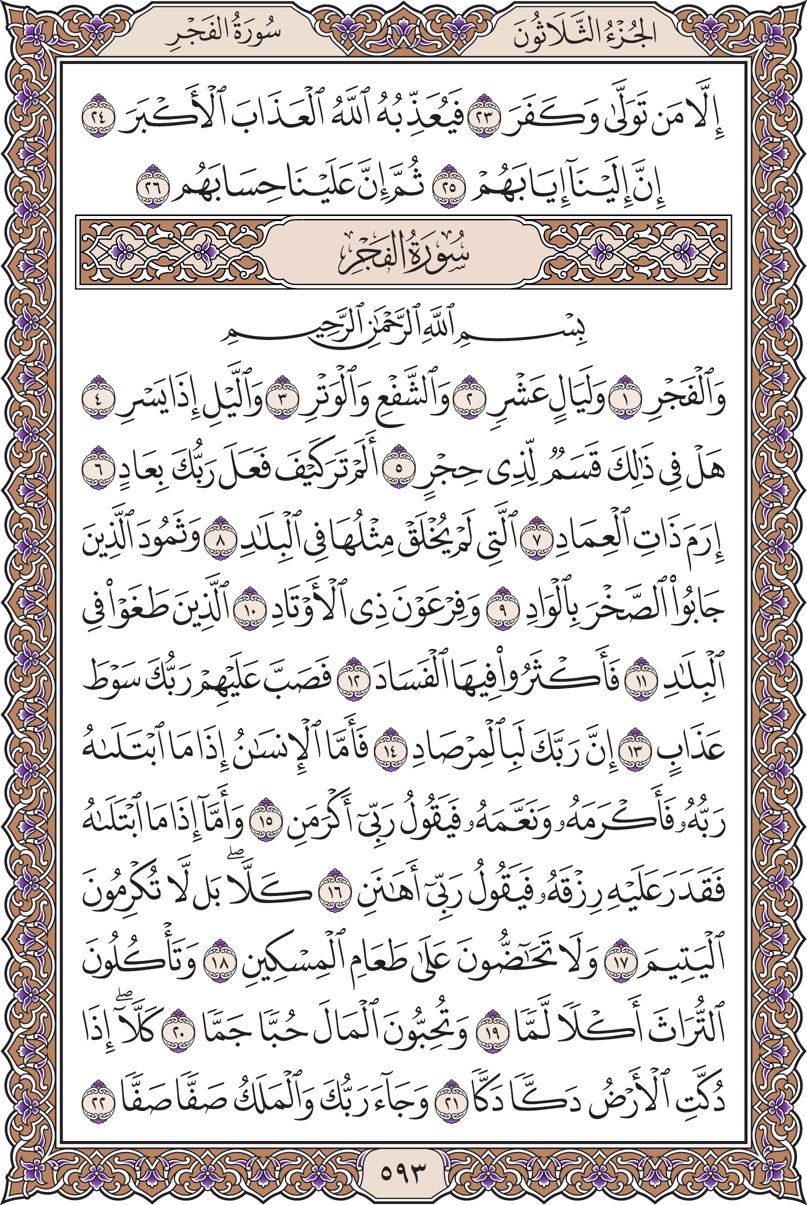 الجُزْءُ الثَّلَاثُونَ سُورَةُ الفَجْرِ
إِلَّا مَن تَوَلَّىٰ وَكَفَرَ ٢٣ فَيُعَذِّبُهُ ٱللَّهُ ٱلْعَذَابَ ٱلْأَكْبَرَ ٢٤
إِنَّ إِلَيْنَآ إِيَابَهُمْ ٢٥ ثُمَّ إِنَّ عَلَيْنَا حِسَابَهُم ٢٦
سُورَةُ الفَجْرِ
بِسْمِ ٱللَّهِ ٱلرَّحْمَٰنِ ٱلرَّحِيمِ
وَٱلْفَجْرِ ١ وَلَيَالٍ عَشْرٖ ٢ وَٱلشَّفْعِ وَٱلْوَتْرِ ٣ وَٱلَّيْلِ إِذَا يَسْرِ ٤
هَلْ فِي ذَٰلِكَ قَسَمٞ لِّذِي حِجْرٍ ٥ أَلَمْ تَرَ كَيْفَ فَعَلَ رَبُّكَ بِعَادٍ ٦
إِرَمَ ذَاتِ ٱلْعِمَادِ ٧ ٱلَّتِي لَمْ يُخْلَقْ مِثْلُهَا فِي ٱلْبِلَٰدِ ٨ وَثَمُودَ ٱلَّذِينَ
جَابُوا۟ ٱلصَّخْرَ بِٱلْوَادِ ٩ وَفِرْعَوْنَ ذِي ٱلْأَوْتَادِ ١٠ ٱلَّذِينَ طَغَوْا۟ فِي
ٱلْبِلَٰدِ ١١ فَأَكْثَرُوا۟ فِيهَا ٱلْفَسَادَ ١٢ فَصَبَّ عَلَيْهِمْ رَبُّكَ سَوْطَ
عَذَابٍ ١٣ إِنَّ رَبَّكَ لَبِٱلْمِرْصَادِ ١٤ فَأَمَّا ٱلْإِنسَٰنُ إِذَا مَا ٱبْتَلَىٰهُ
رَبُّهُۥ فَأَكْرَمَهُۥ وَنَعَّمَهُۥ فَيَقُولُ رَبِّيٓ أَكْرَمَنِ ١٥ وَأَمَّآ إِذَا مَا ٱبْتَلَىٰهُ
فَقَدَرَ عَلَيْهِ رِزْقَهُۥ فَيَقُولُ رَبِّيٓ أَهَٰنَنِ ١٦ كَلَّاۖ بَل لَّا تُكْرِمُونَ
ٱلْيَتِيمَ ١٧ وَلَا تَحَٰٓضُّونَ عَلَىٰ طَعَامِ ٱلْمِسْكِينِ ١٨ وَتَأْكُلُونَ
ٱلتُّرَاثَ أَكْلٗا لَّمّٗا ١٩ وَتُحِبُّونَ ٱلْمَالَ حُبّٗا جَمّٗا ٢٠ كَلَّآۖ إِذَا
دُكَّتِ ٱلْأَرْضُ دَكّٗا دَكّٗا ٢١ وَجَآءَ رَبُّكَ وَٱلْمَلَكُ صَفّٗا صَفّٗا ٢٢
٥٩٣